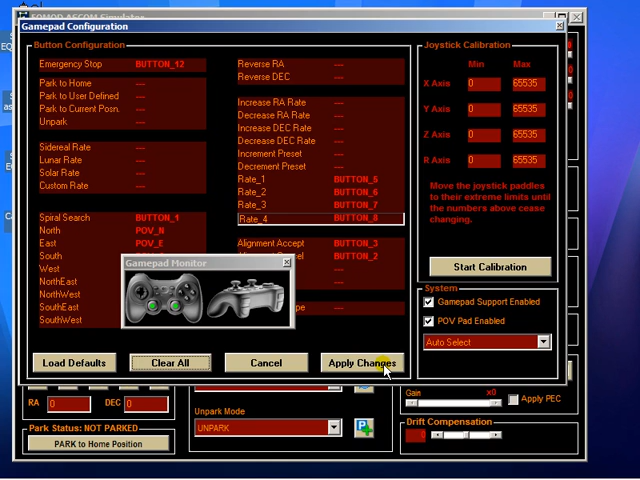 EQMOD ASCOM Simulator
Gamepad Configuration
Button Configuration
Emergency Stop BUTTON_12
Park to Home ---
Park to User Defined ---
Park to Current Posn. ---
Unpark ---
Sidereal Rate ---
Lunar Rate ---
Solar Rate ---
Custom Rate ---
Spiral Search BUTTON_1
North POV_N
East POV_E
South
West
NorthEast
NorthWest
SouthEast
SouthWest
Reverse RA ---
Reverse DEC ---
Increase RA Rate ---
Decrease RA Rate ---
Increase DEC Rate ---
Decrease DEC Rate ---
Increment Preset ---
Decrement Preset ---
Rate_1 BUTTON_5
Rate_2 BUTTON_6
Rate_3 BUTTON_7
Rate_4 BUTTON_8
Alignment Accept BUTTON_3
BUTTON_2
---
---
---
Gamepad Monitor
Load Defaults
Clear All
Cancel
Apply Changes
Joystick Calibration
Min Max
X Axis 0 65535
Y Axis 0 65535
Z Axis 0 65535
R Axis 0 65535
Move the joystick paddles
to their extreme limits until
the numbers above cease
changing.
Start Calibration
System
Gamepad Support Enabled
POV Pad Enabled
Auto Select
RA 0 DEC 0
Park Status: NOT PARKED
PARK to Home Position
Unpark Mode
UNPARK
Gain x0
Apply PEC
Drift Compensation
0